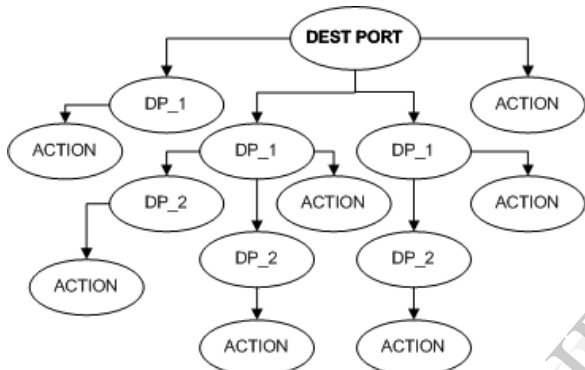 DEST PORT
DP_1
ACTION
ACTION
DP_1
DP_1
DP_2
ACTION
ACTION
ACTION
DP_2
DP_2
ACTION
ACTION